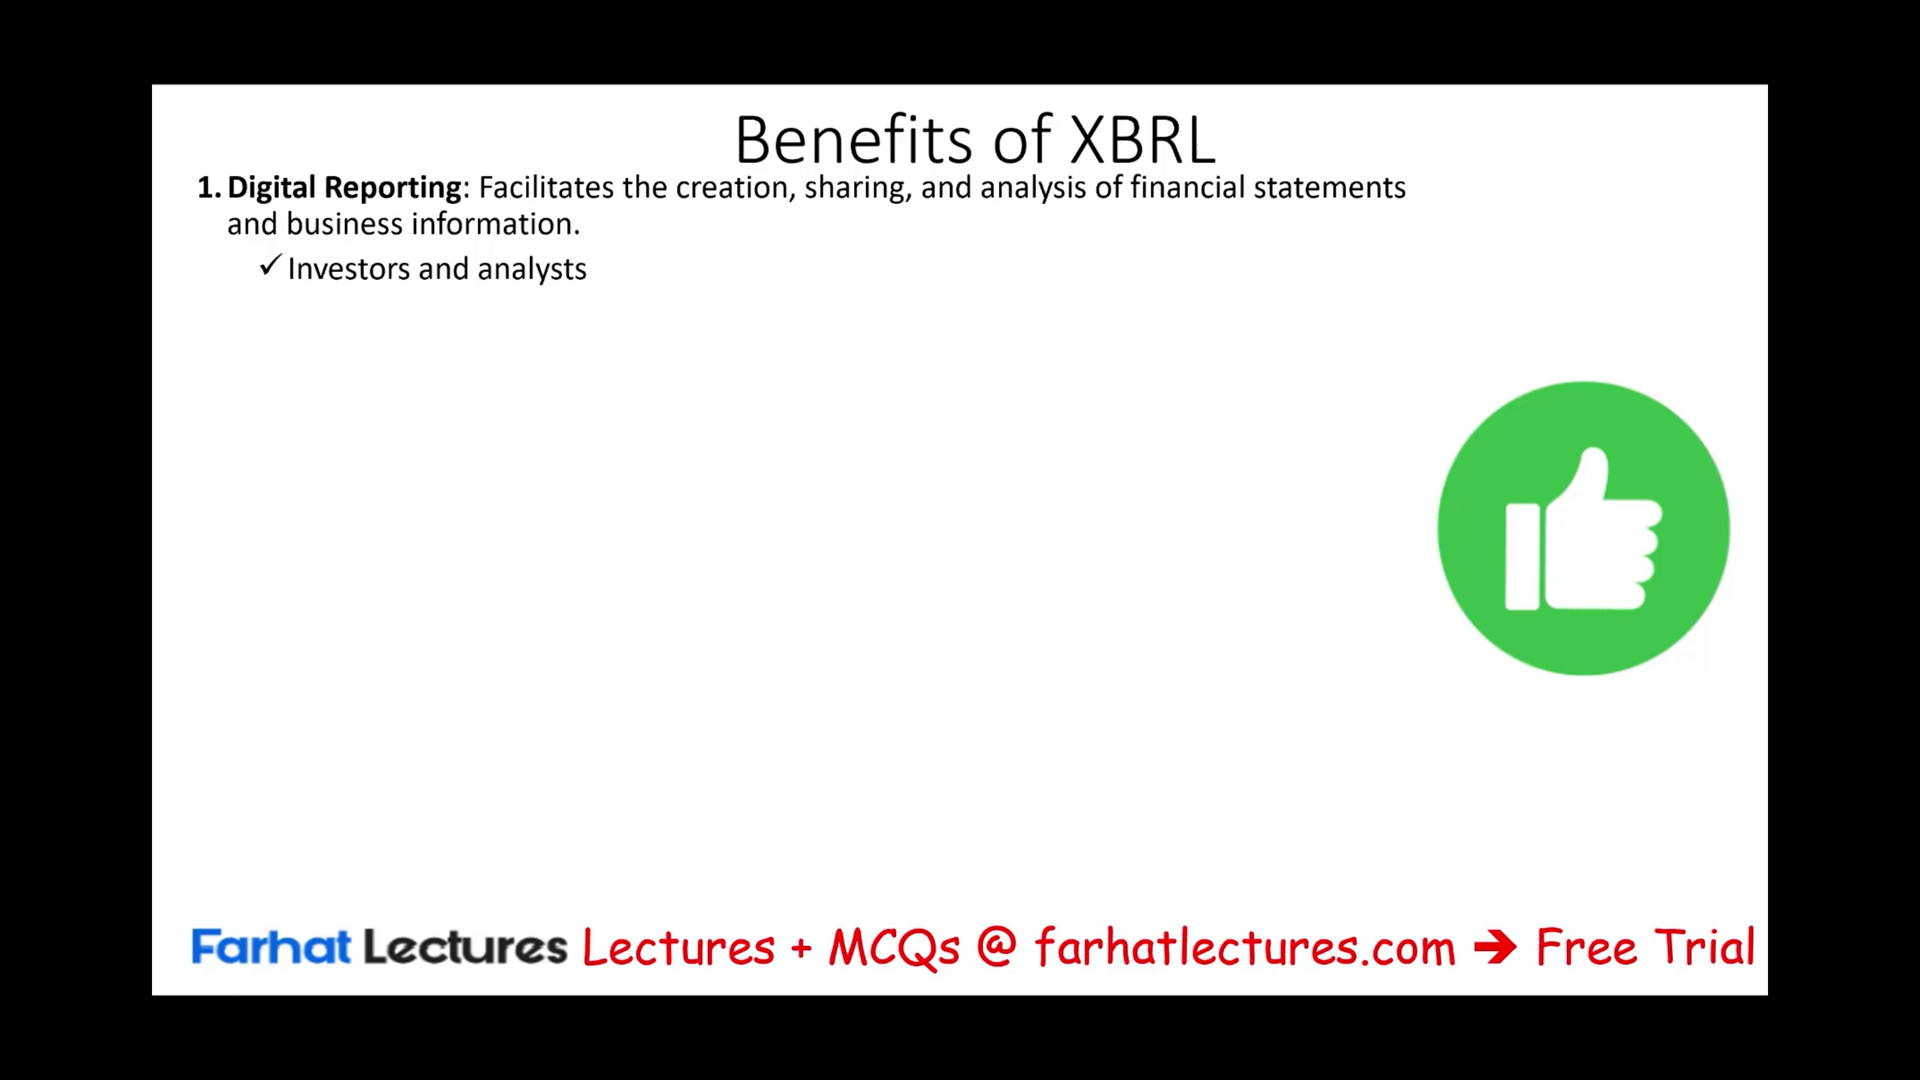 Benefits of XBRL
1. Digital Reporting: Facilitates the creation, sharing, and analysis of financial statements
and business information.
✓ Investors and analysts
Farhat Lectures Lectures + MCQs @ farhatlectures.com → Free Trial